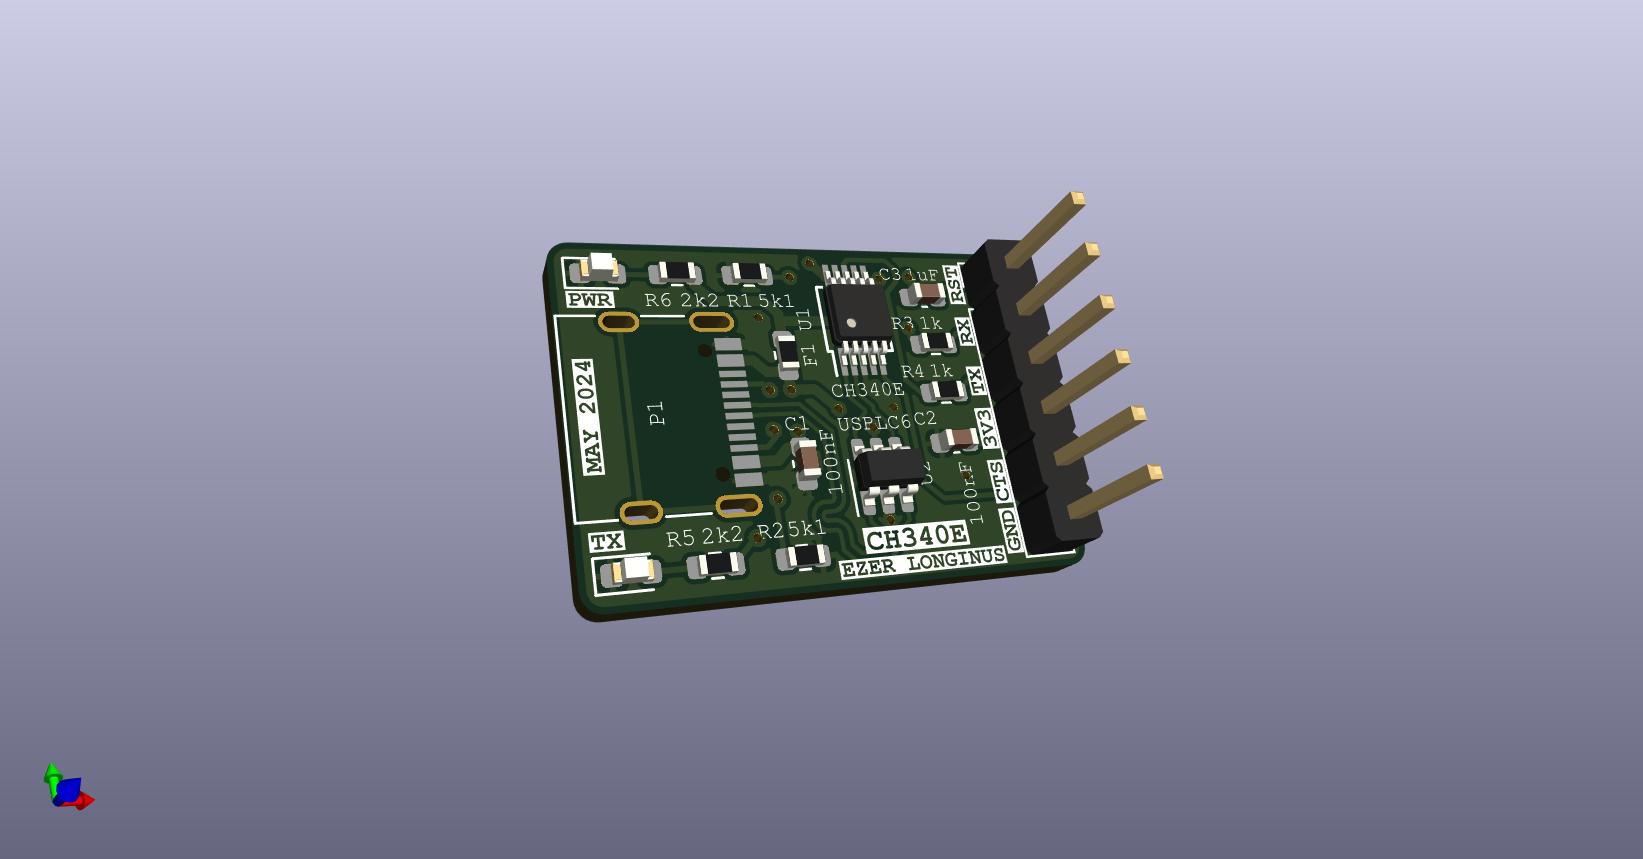 PWR
R6 2k2
R1 5k1
U1
F1
C3 1uF
R3 1k
R4 1k
CH340E
RST
RX
TX
3V3
CTS
GND
MAY 2024
P1
C1
100nF
USPLC6
C2
100nF
TX
R5 2k2
R2 5k1
CH340E
EZER LONGINUS